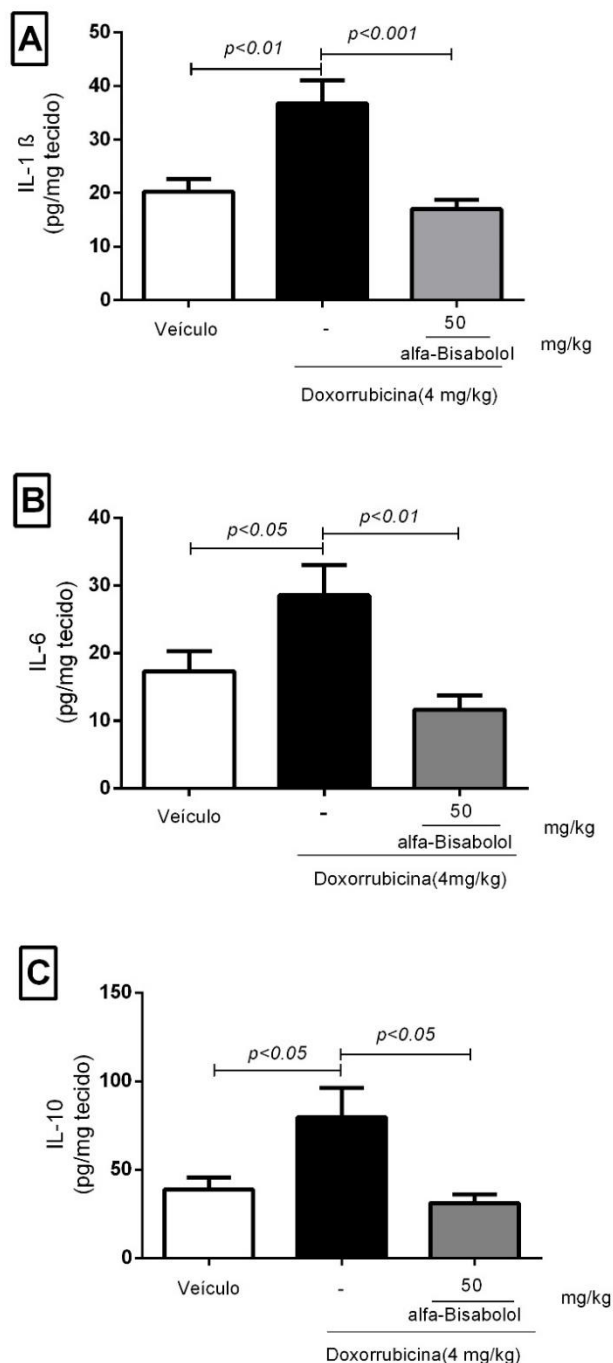 A
50
40
30
20
10
0
IL-1 ß
(pg/mg tecido)
p<0.01
p<0.001
Veículo
-
50
mg/kg
alfa-Bisabolol
Doxorrubicina(4 mg/kg)
B
40
30
20
10
0
IL-6
(pg/mg tecido)
p<0.05
p<0.01
Veículo
-
50
mg/kg
alfa-Bisabolol
Doxorrubicina(4mg/kg)
C
150
100
50
0
IL-10
(pg/mg tecido)
p<0.05
p<0.05
Veículo
-
50
mg/kg
alfa-Bisabolol
Doxorrubicina(4 mg/kg)